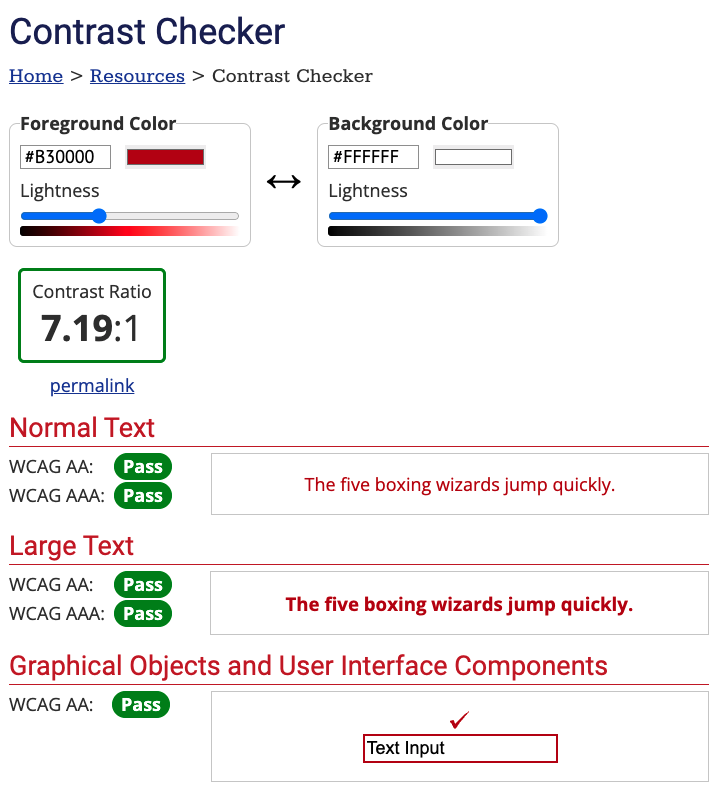 Contrast Checker
Home > Resources > Contrast Checker
Foreground Color
#B30000
Lightness
Background Color
#FFFFFF
Lightness
Contrast Ratio
7.19:1
permalink
Normal Text
WCAG AA: Pass
WCAG AAA: Pass
The five boxing wizards jump quickly.
Large Text
WCAG AA: Pass
WCAG AAA: Pass
The five boxing wizards jump quickly.
Graphical Objects and User Interface Components
WCAG AA: Pass
Text Input